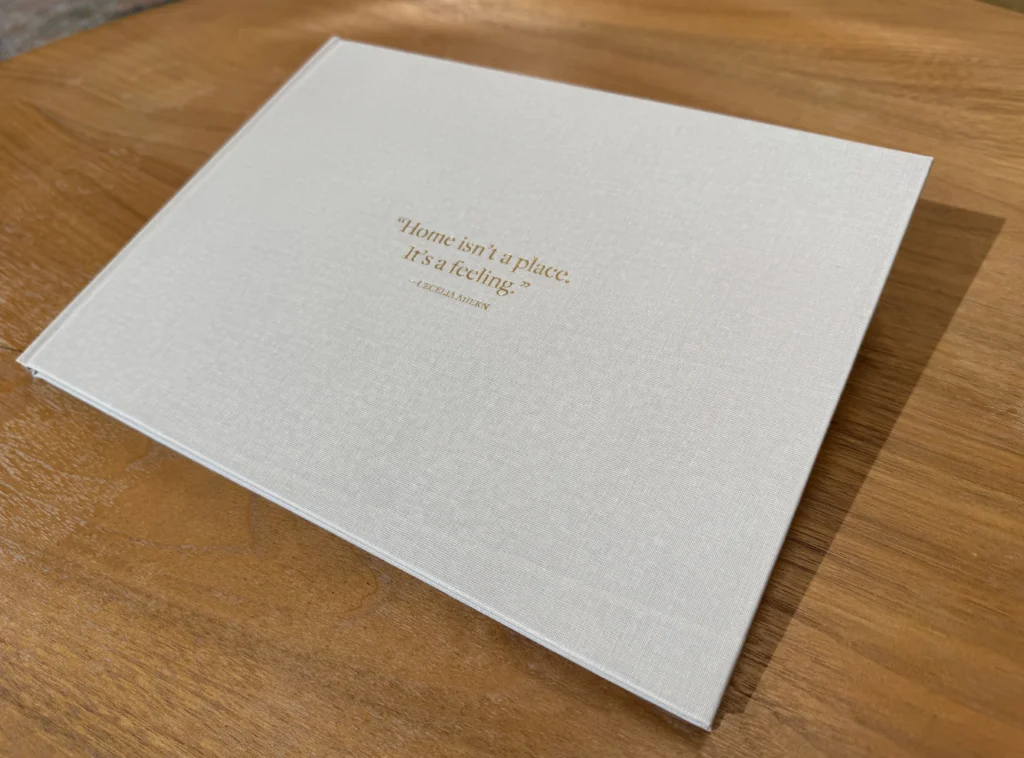 “Home isn’t a place.
It’s a feeling.”
—CECELIA AHERN